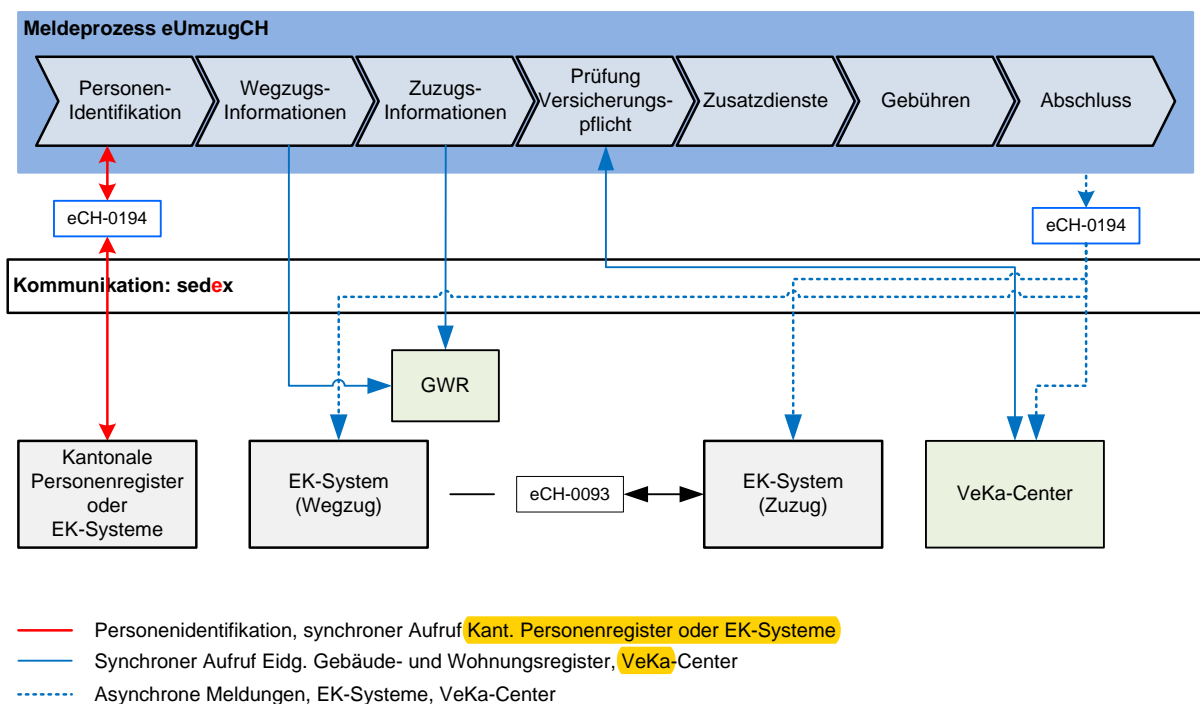 Meldeprozess eUmzugCH
Personen-
Identifikation
Wegzugs-
Informationen
Zuzugs-
Informationen
Prüfung
Versicherungs-
pflicht
Zusatzdienste
Gebühren
Abschluss
eCH-0194
eCH-0194
Kommunikation: sedex
GWR
Kantonale
Personenregister
oder
EK-Systeme
EK-System
(Wegzug)
eCH-0093
EK-System
(Zuzug)
VeKa-Center
Personenidentifikation, synchroner Aufruf Kant. Personenregister oder EK-Systeme
Synchroner Aufruf Eidg. Gebäude- und Wohnungsregister, VeKa-Center
Asynchrone Meldungen, EK-Systeme, VeKa-Center